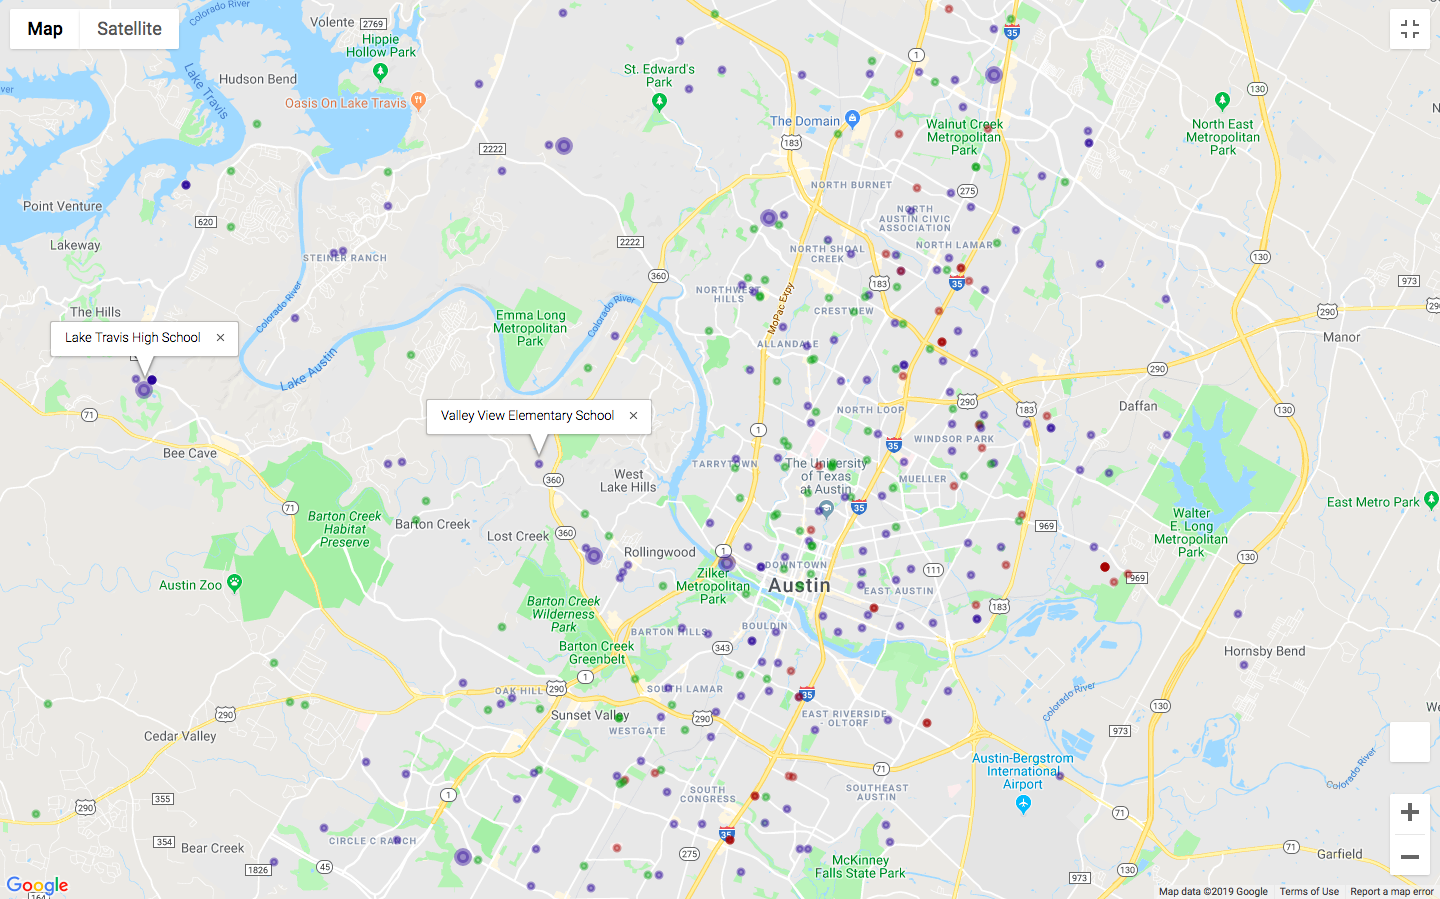 Map
Satellite
Colorado River
Volente
2769
Hippie
Hollow Park
Hudson Bend
Lake Travis
Oasis On Lake Travis
St. Edward's
Park
35
1
130
The Domain
183
Walnut Creek
Metropolitan
Park
North East
Metropolitan
Park
2222
NORTH BURNET
275
Point Venture
620
NORTH
AUSTIN CIVIC
ASSOCIATION
Lakeway
STEINER RANCH
2222
NORTH SHOAL
CREEK
NORTH LAMAR
130
360
183
35
973
Colorado River
NORTHWEST
HILLS
MoPac Expy
290
290
The Hills
Emma Long
Metropolitan
Park
Colorado River
CRESTVIEW
Lake Travis High School
ALLANDALE
Manor
Lake Austin
290
290
71
Valley View Elementary School
NORTH LOOP
183
Daffan
130
1
35
WINDSOR PARK
Bee Cave
TARRYTOWN
The University
of Texas
at Austin
MUELLER
360
West
Lake Hills
71
Barton Creek
Habitat
Preserve
Barton Creek
35
East Metro Park
Walter
E. Long
Metropolitan
Park
969
Lost Creek
360
Rollingwood
1
DOWNTOWN
130
Austin Zoo
Zilker
Metropolitan
Park
Austin
111
EAST AUSTIN
969
Barton Creek
Wilderness
Park
183
BOULDIN
BARTON HILLS
343
Barton Creek
Greenbelt
Hornsby Bend
1
OAK HILL
290
SOUTH LAMAR
35
Colorado River
130
290
Sunset Valley
290
EAST RIVERSIDE
- OLTORF
WESTGATE
973
Cedar Valley
71
Austin-Bergstrom
International
Airport
Colorado River
SOUTH
CONGRESS
SOUTHEAST
AUSTIN
1
355
290
71
35
354
CIRCLE C RANCH
Bear Creek
275
71
Garfield
1826
45
McKinney
Falls State Park
130
973
Google
164
Map data ©2019 Google
Terms of Use
Report a map error